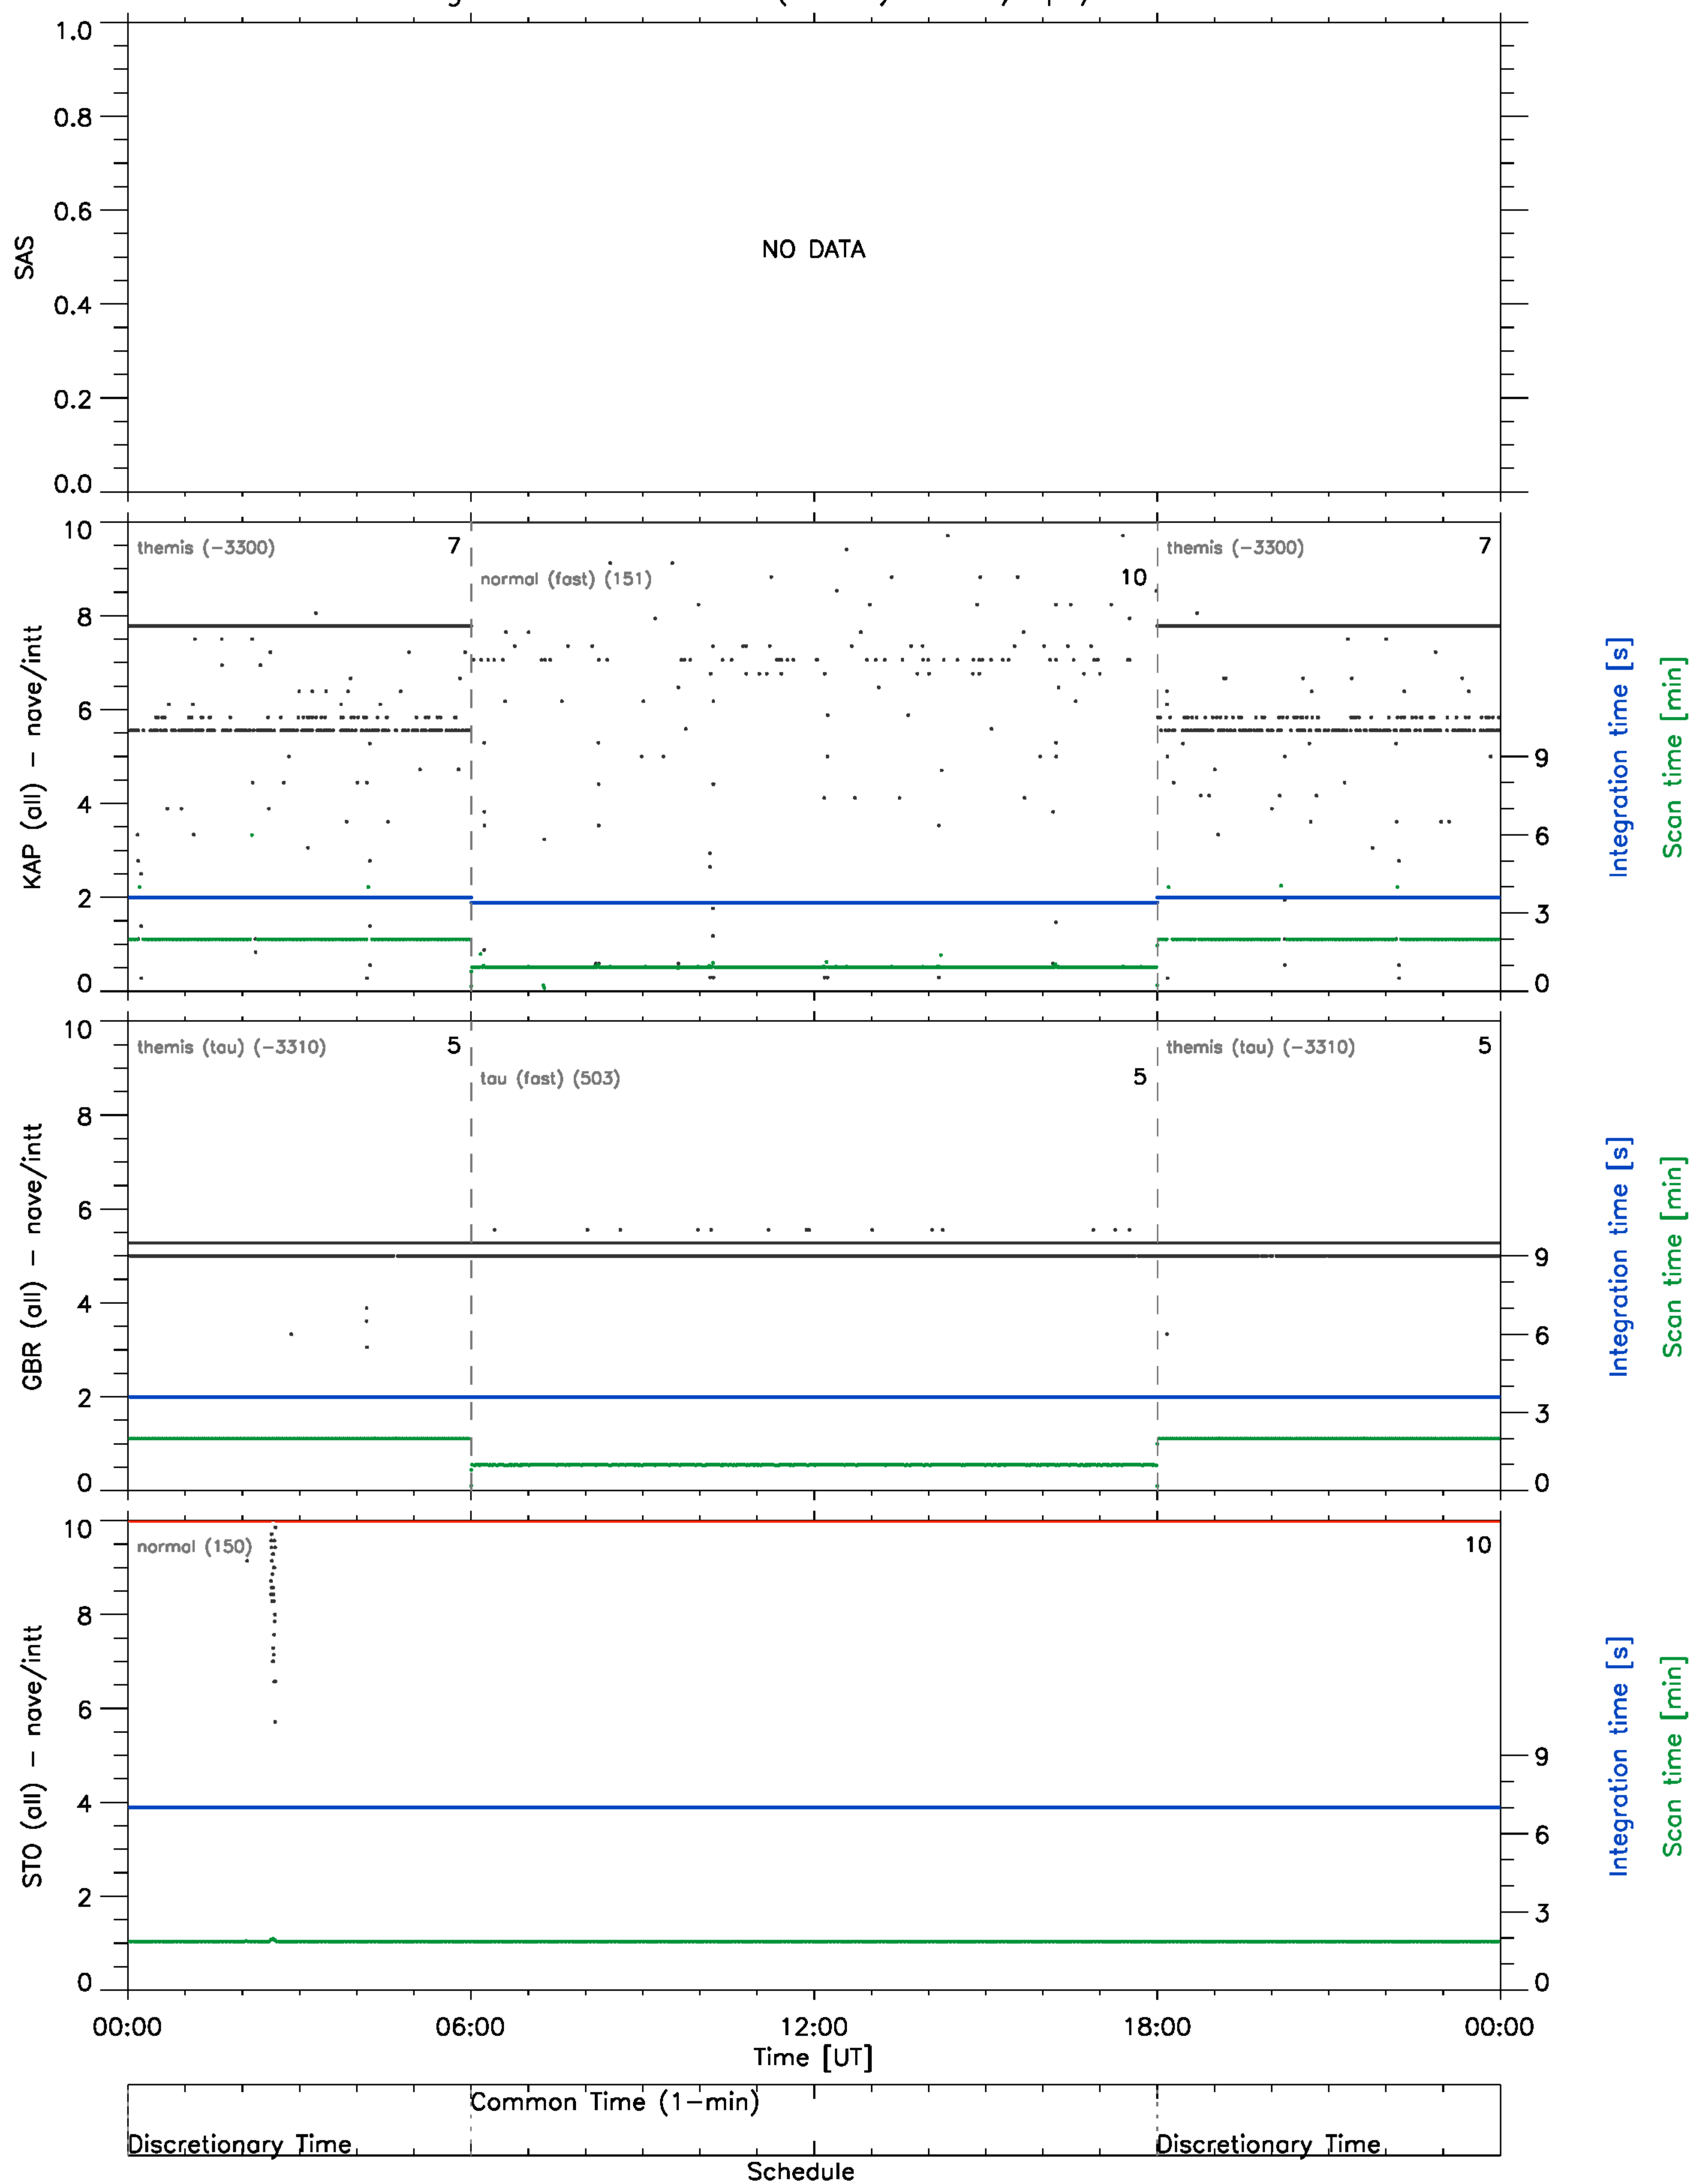 SAS
1.0
0.8
0.6
0.4
0.2
0.0
NO DATA
KAP (all) – nave/intt
10
8
6
4
2
0
themis (−3300)
7
normal (fast) (151)
10
themis (−3300)
7
9
6
3
0
Integration time [s]
Scan time [min]
GBR (all) – nave/intt
10
8
6
4
2
0
themis (tau) (−3310)
5
tau (fast) (503)
5
themis (tau) (−3310)
5
9
6
3
0
Integration time [s]
Scan time [min]
STO (all) – nave/intt
10
8
6
4
2
0
normal (150)
10
9
6
3
0
Integration time [s]
Scan time [min]
00:00
06:00
12:00
18:00
00:00
Time [UT]
Common Time (1−min)
Discretionary Time
Discretionary Time
Schedule